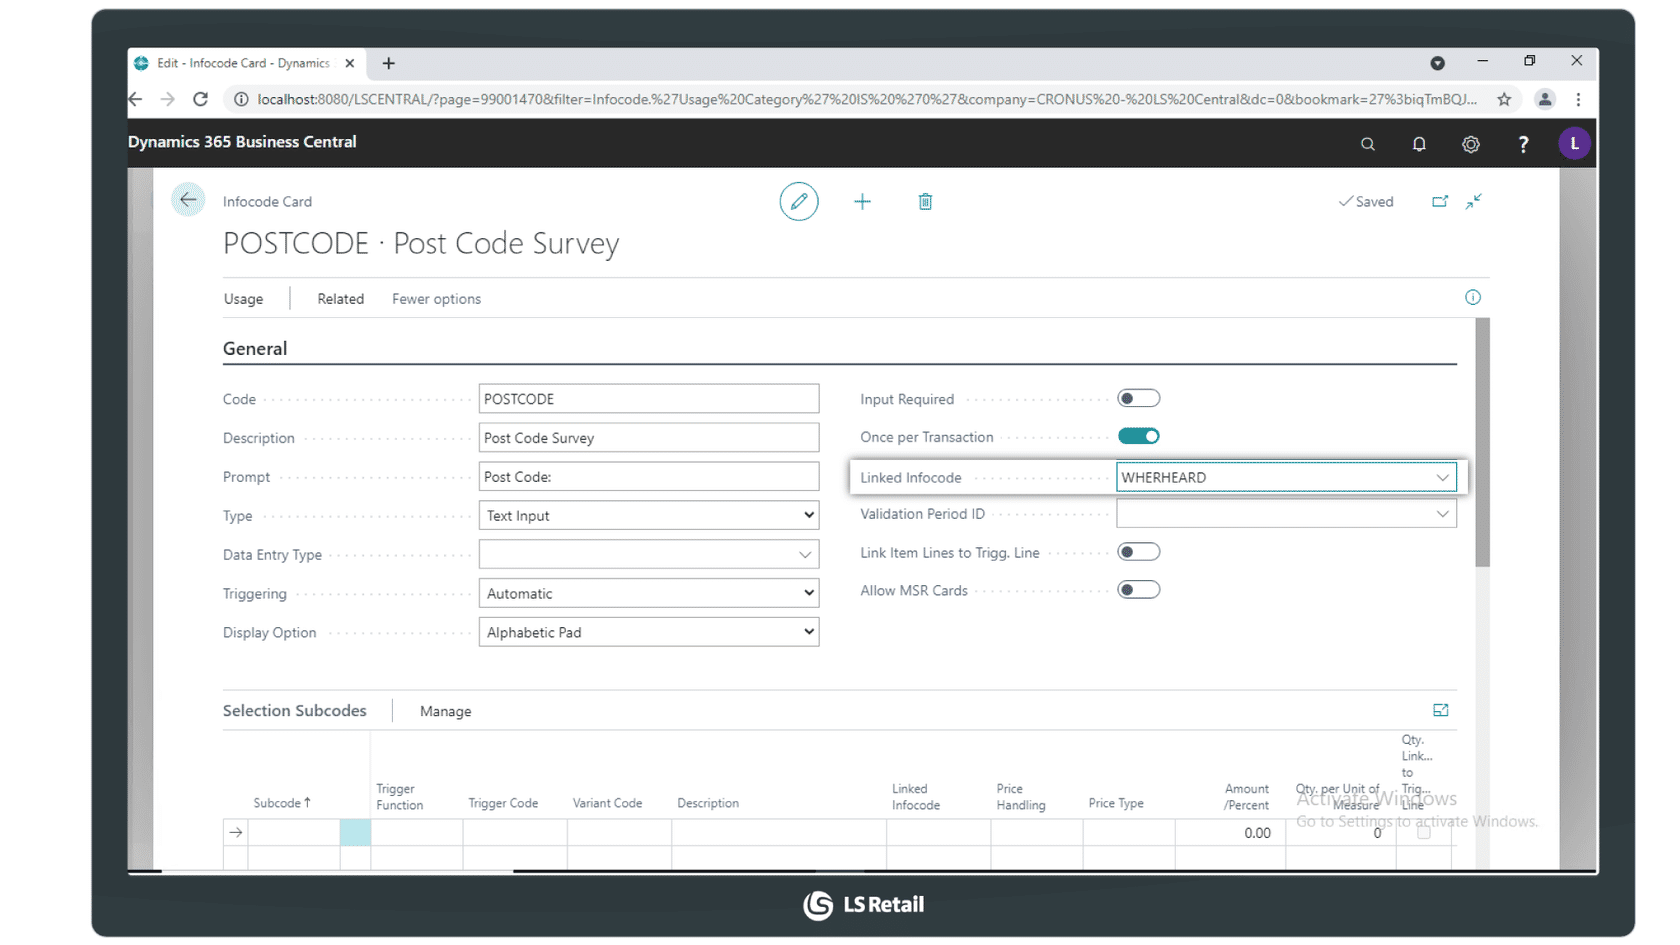 Edit - Infocode Card - Dynamics
localhost:8080/LSCENTRAL/?page=99001470&filter=Infocode.%27Usage%20Category%27%20IS%20%270%27&company=CRONUS%20-%20LS%20Central&dc=0&bookmark=27%3biqTmBQJ...
Dynamics 365 Business Central
? L
Infocode Card
Saved
POSTCODE · Post Code Survey
Usage Related Fewer options
General
Code POSTCODE Input Required
Description Post Code Survey Once per Transaction
Prompt Post Code: Linked Infocode WHERHEARD
Type Text Input Validation Period ID
Data Entry Type Link Item Lines to Trigg. Line
Triggering Automatic Allow MSR Cards
Display Option Alphabetic Pad
Selection Subcodes Manage
Subcode↑ Trigger Function Trigger Code Variant Code Description Linked Infocode Price Handling Price Type Amount /Percent Qty. per Unit of Measure Qty. Link... to Trig... Line
0.00 0
Activate Windows
Go to Settings to activate Windows.
LS Retail